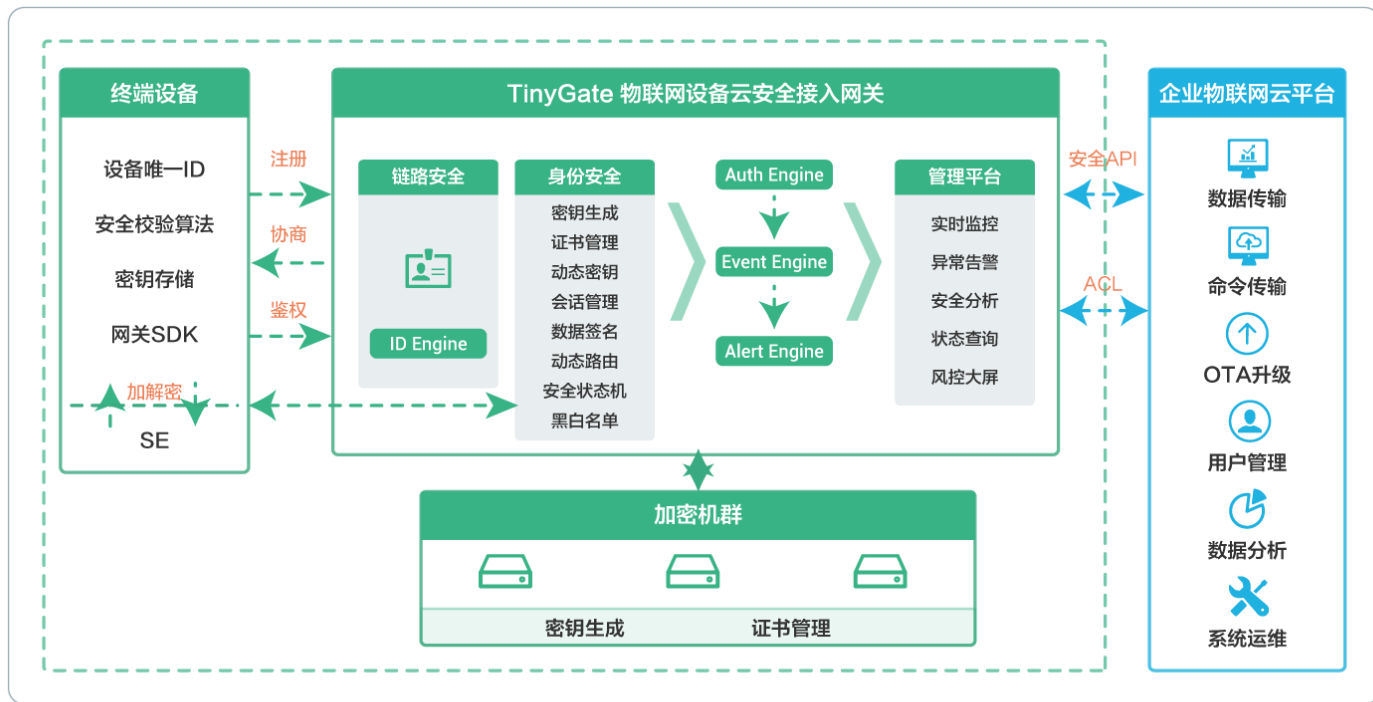 终端设备
设备唯一ID
安全校验算法
密钥存储
网关SDK
加解密
SE
注册
协商
鉴权
TinyGate 物联网设备云安全接入网关
链路安全
ID Engine
身份安全
密钥生成
证书管理
动态密钥
会话管理
数据签名
动态路由
安全状态机
黑白名单
Auth Engine
Event Engine
Alert Engine
管理平台
实时监控
异常告警
安全分析
状态查询
风控大屏
安全API
ACL
企业物联网云平台
数据传输
命令传输
OTA升级
用户管理
数据分析
系统运维
加密机群
密钥生成
证书管理